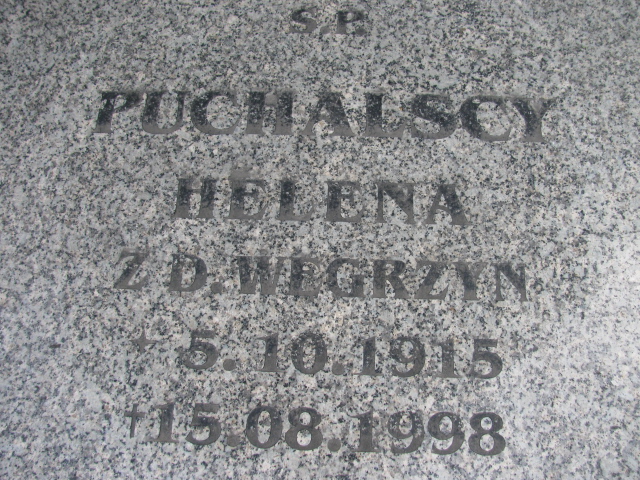 Ś.P.
PUCHALSCY
HELENA
Z D. WĘGRZYN
* 5.10.1915
†15.08.1998